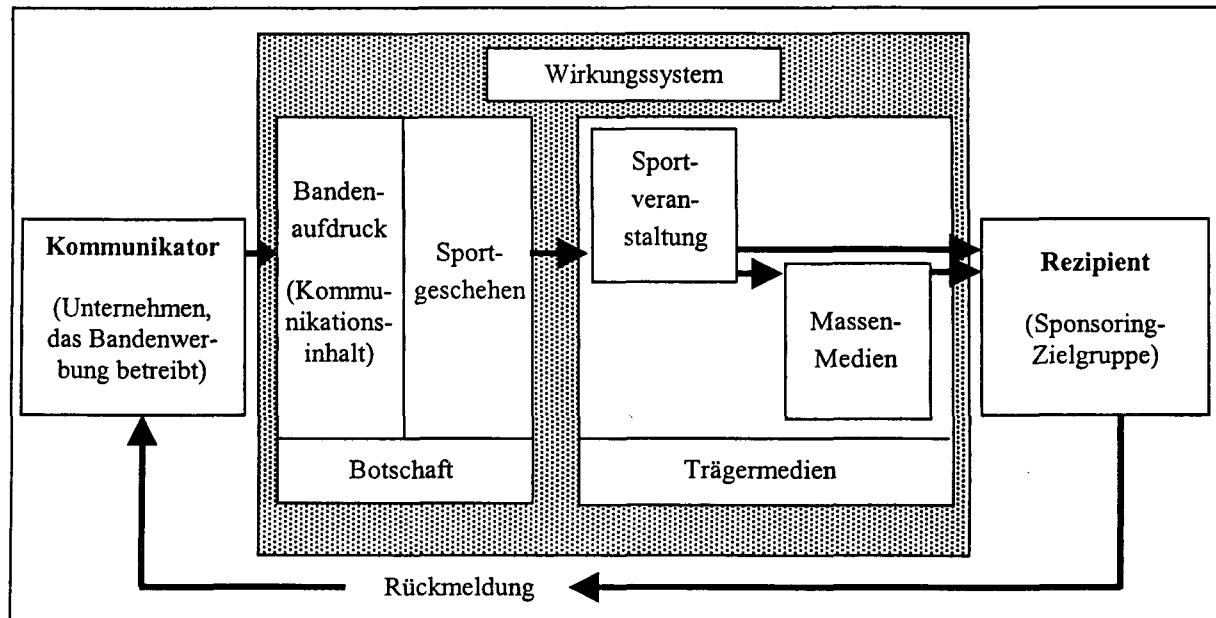 Wirkungssystem
Kommunikator
(Unternehmen,
das Bandenwer-
bung betreibt)
Banden-
aufdruck
(Kommu-
nikations-
inhalt)
Sport-
geschehen
Botschaft
Sport-
veran-
staltung
Massen-
Medien
Trägermedien
Rezipient
(Sponsoring-
Zielgruppe)
Rückmeldung